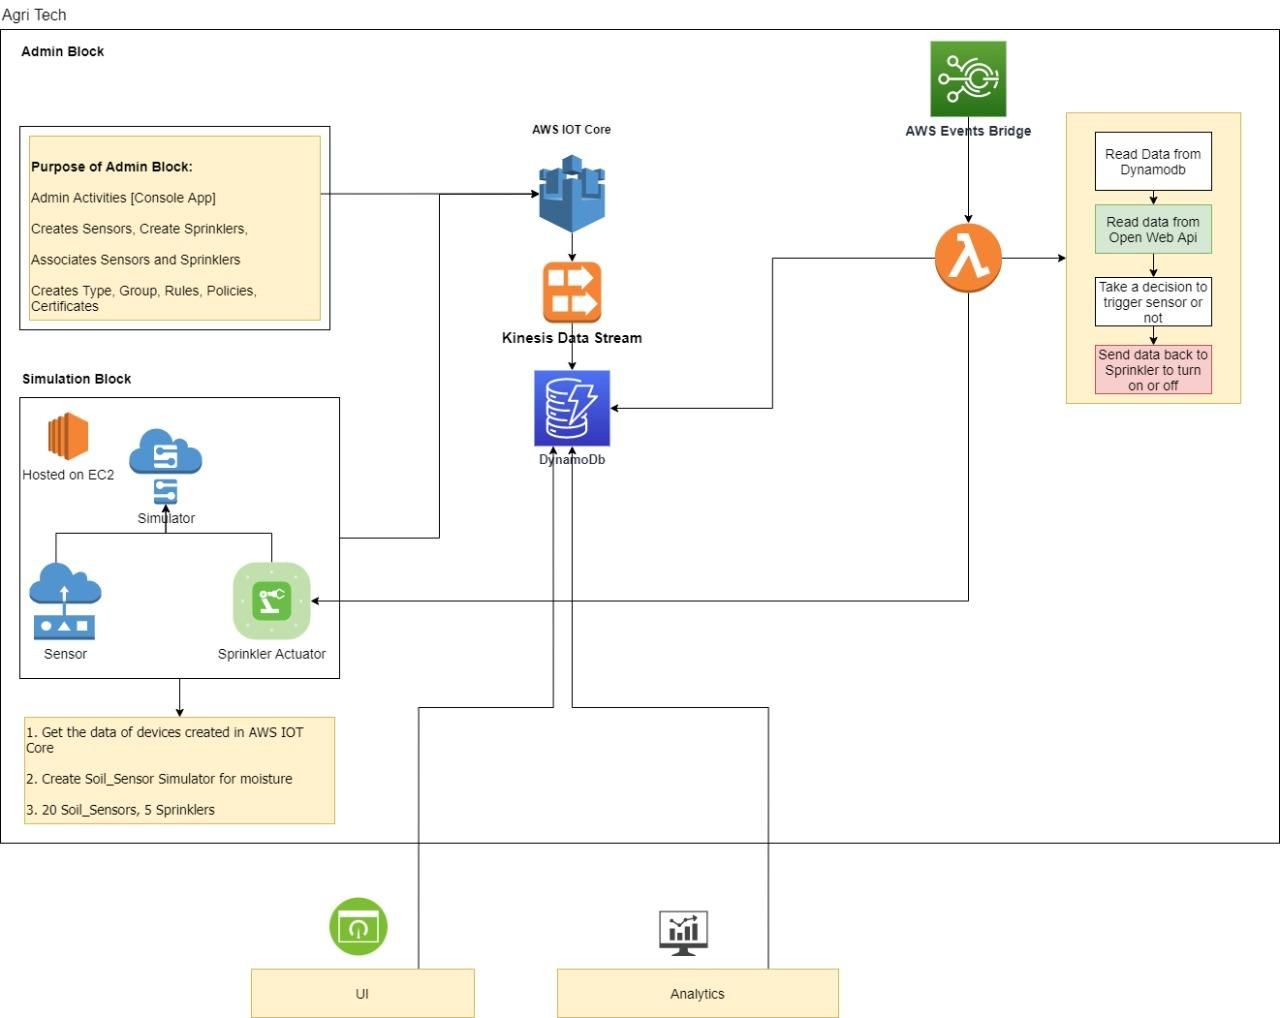 Agri Tech
Admin Block
AWS Events Bridge
AWS IOT Core
Purpose of Admin Block:
Admin Activities [Console App]
Creates Sensors, Create Sprinklers,
Associates Sensors and Sprinklers
Creates Type, Group, Rules, Policies,
Certificates
Read Data from
Dynamodb
Read data from
Open Web Api
Take a decision to
trigger sensor or
not
Send data back to
Sprinkler to turn
on or off
Kinesis Data Stream
DynamoDb
Simulation Block
Hosted on EC2
Simulator
Sensor
Sprinkler Actuator
1. Get the data of devices created in AWS IOT
Core
2. Create Soil_Sensor Simulator for moisture
3. 20 Soil_Sensors, 5 Sprinklers
UI
Analytics